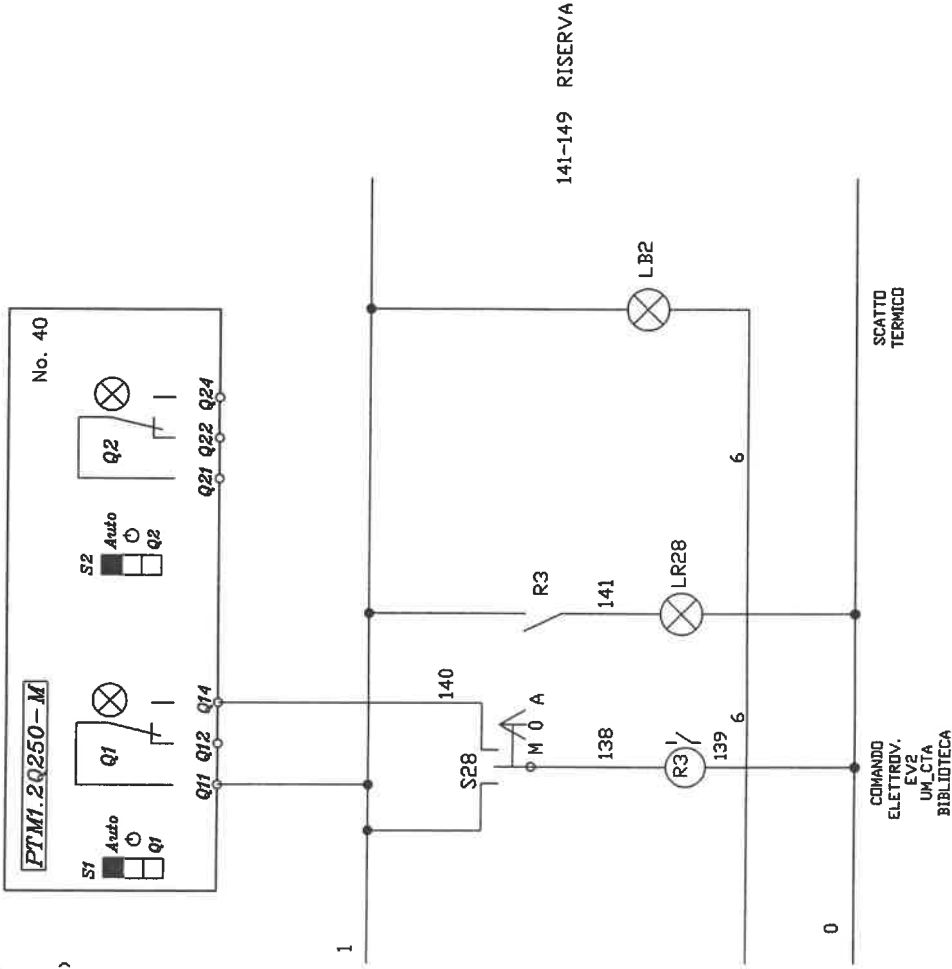 No. 40
PTM1.2Q250-M
S1
Auto
Q1
Q1
Q11
Q12
Q14
S2
Auto
Q2
Q2
Q21
Q22
Q24
1
140
S28
M 0 A
138
R3
139
R3
141
LR28
6
6
LB2
141-149 RISERVA
0
COMANDO
ELETTROV.
EV2
UM_CTA
BIBLIOTECA
SCATTO
TERMICO